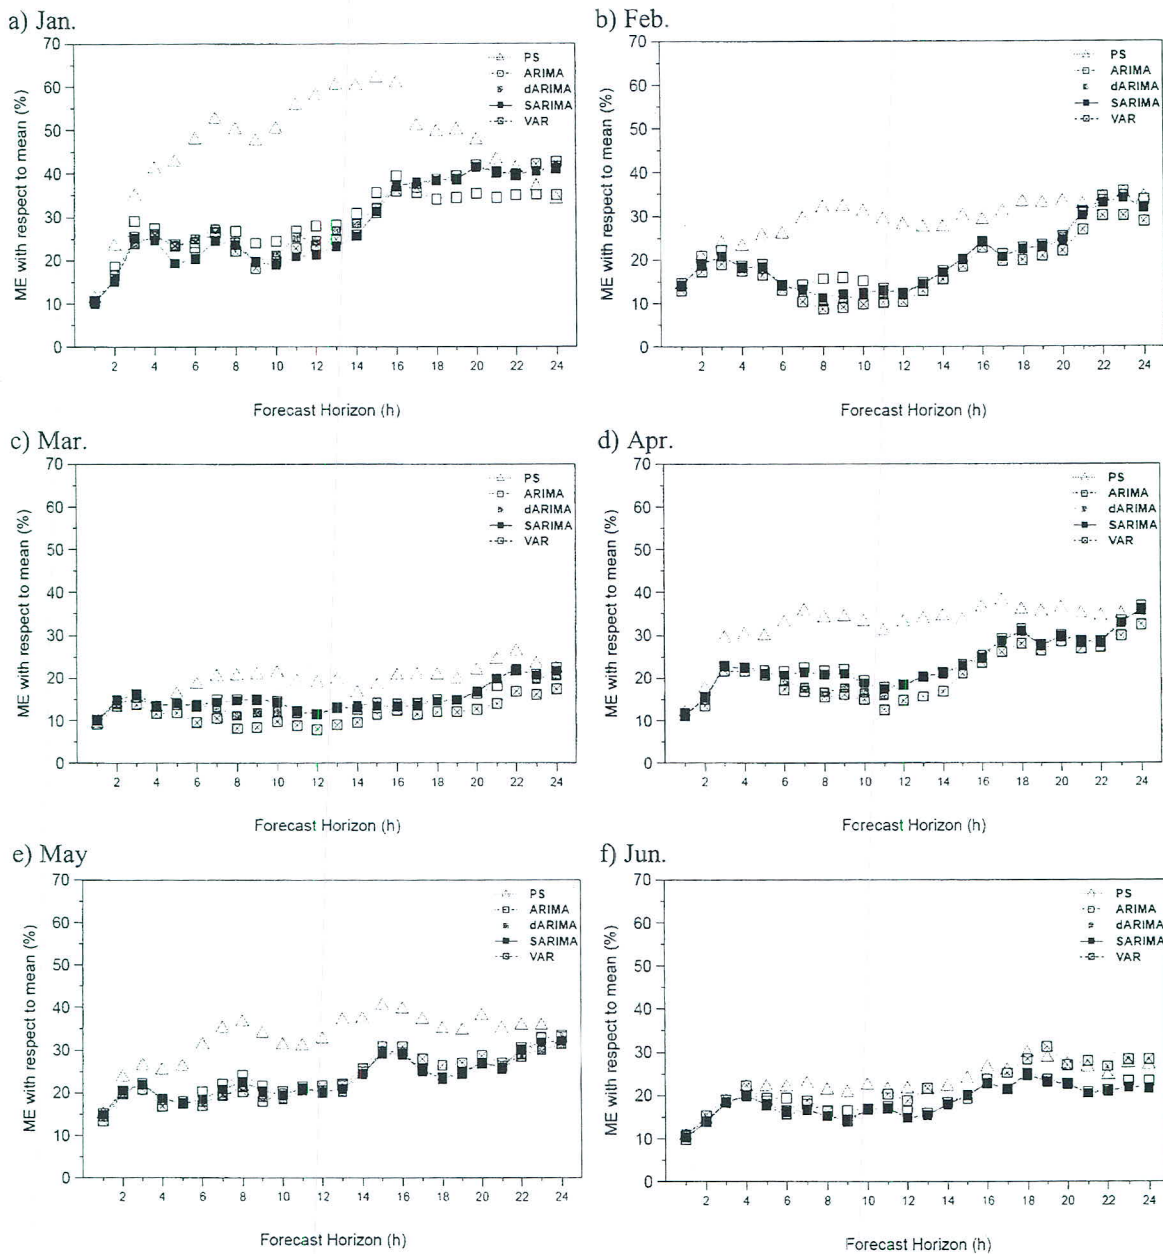 a) Jan.
70
60
50
40
30
20
10
0
ME with respect to mean (%)
PS
ARIMA
dARIMA
SARIMA
VAR
2 4 6 8 10 12 14 16 18 20 22 24
Forecast Horizon (h)
b) Feb.
70
60
50
40
30
20
10
0
ME with respect to mean (%)
PS
ARIMA
dARIMA
SARIMA
VAR
2 4 6 8 10 12 14 16 18 20 22 24
Forecast Horizon (h)
c) Mar.
70
60
50
40
30
20
10
0
ME with respect to mean (%)
PS
ARIMA
dARIMA
SARIMA
VAR
2 4 6 8 10 12 14 16 18 20 22 24
Forecast Horizon (h)
d) Apr.
70
60
50
40
30
20
10
0
ME with respect to mean (%)
PS
ARIMA
dARIMA
SARIMA
VAR
2 4 6 8 10 12 14 16 18 20 22 24
Forecast Horizon (h)
e) May
70
60
50
40
30
20
10
0
ME with respect to mean (%)
PS
ARIMA
dARIMA
SARIMA
VAR
2 4 6 8 10 12 14 16 18 20 22 24
Forecast Horizon (h)
f) Jun.
70
60
50
40
30
20
10
0
ME with respect to mean (%)
PS
ARIMA
dARIMA
SARIMA
VAR
2 4 6 8 10 12 14 16 18 20 22 24
Forecast Horizon (h)